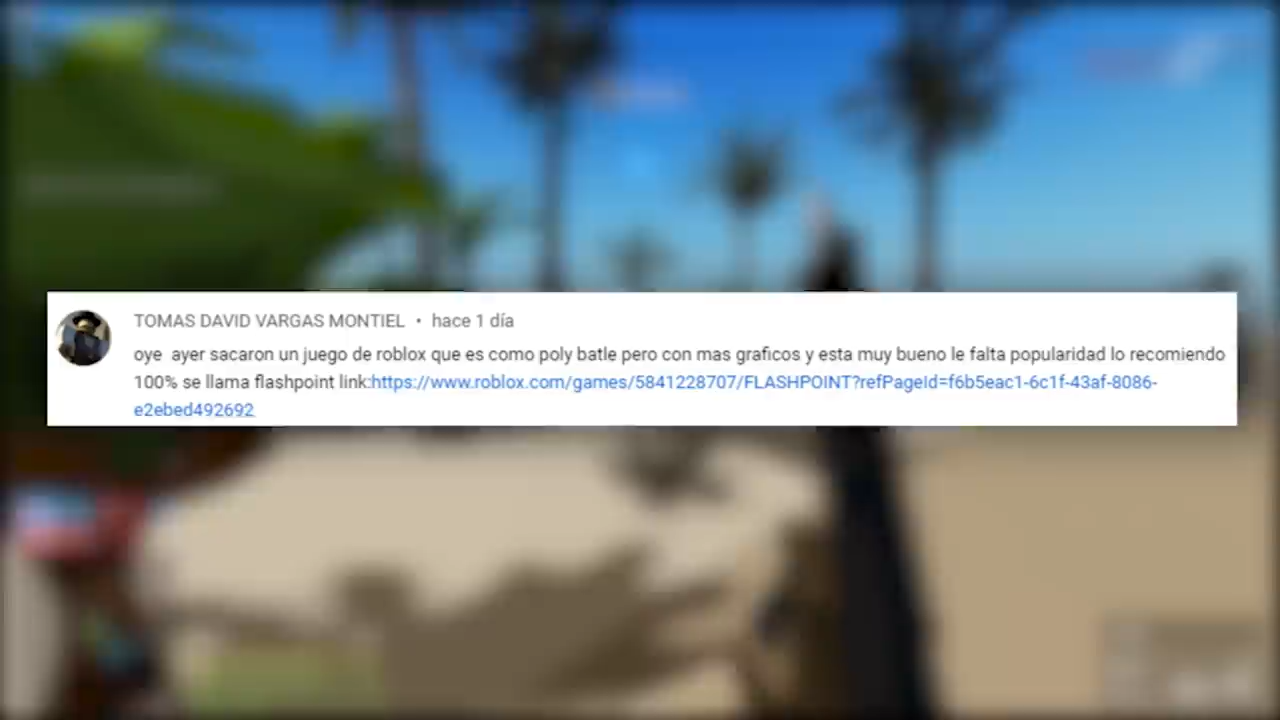 TOMAS DAVID VARGAS MONTIEL • hace 1 día
oye ayer sacaron un juego de roblox que es como poly batle pero con mas graficos y esta muy bueno le falta popularidad lo recomiendo
100% se llama flashpoint link:https://www.roblox.com/games/5841228707/FLASHPOINT?refPageId=f6b5eac1-6c1f-43af-8086-
e2ebed492692